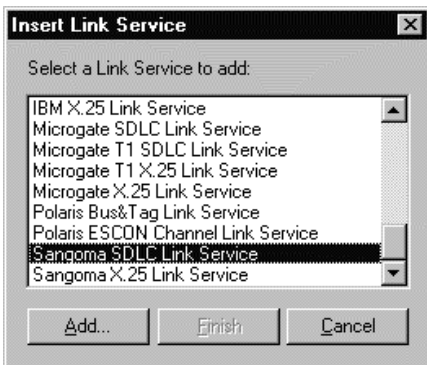 Insert Link Service
Select a Link Service to add:
IBM X.25 Link Service
Microgate SDLC Link Service
Microgate T1 SDLC Link Service
Microgate T1 X.25 Link Service
Microgate X.25 Link Service
Polaris Bus&Tag Link Service
Polaris ESCON Channel Link Service
Sangoma SDLC Link Service
Sangoma X.25 Link Service
Add... Finish Cancel